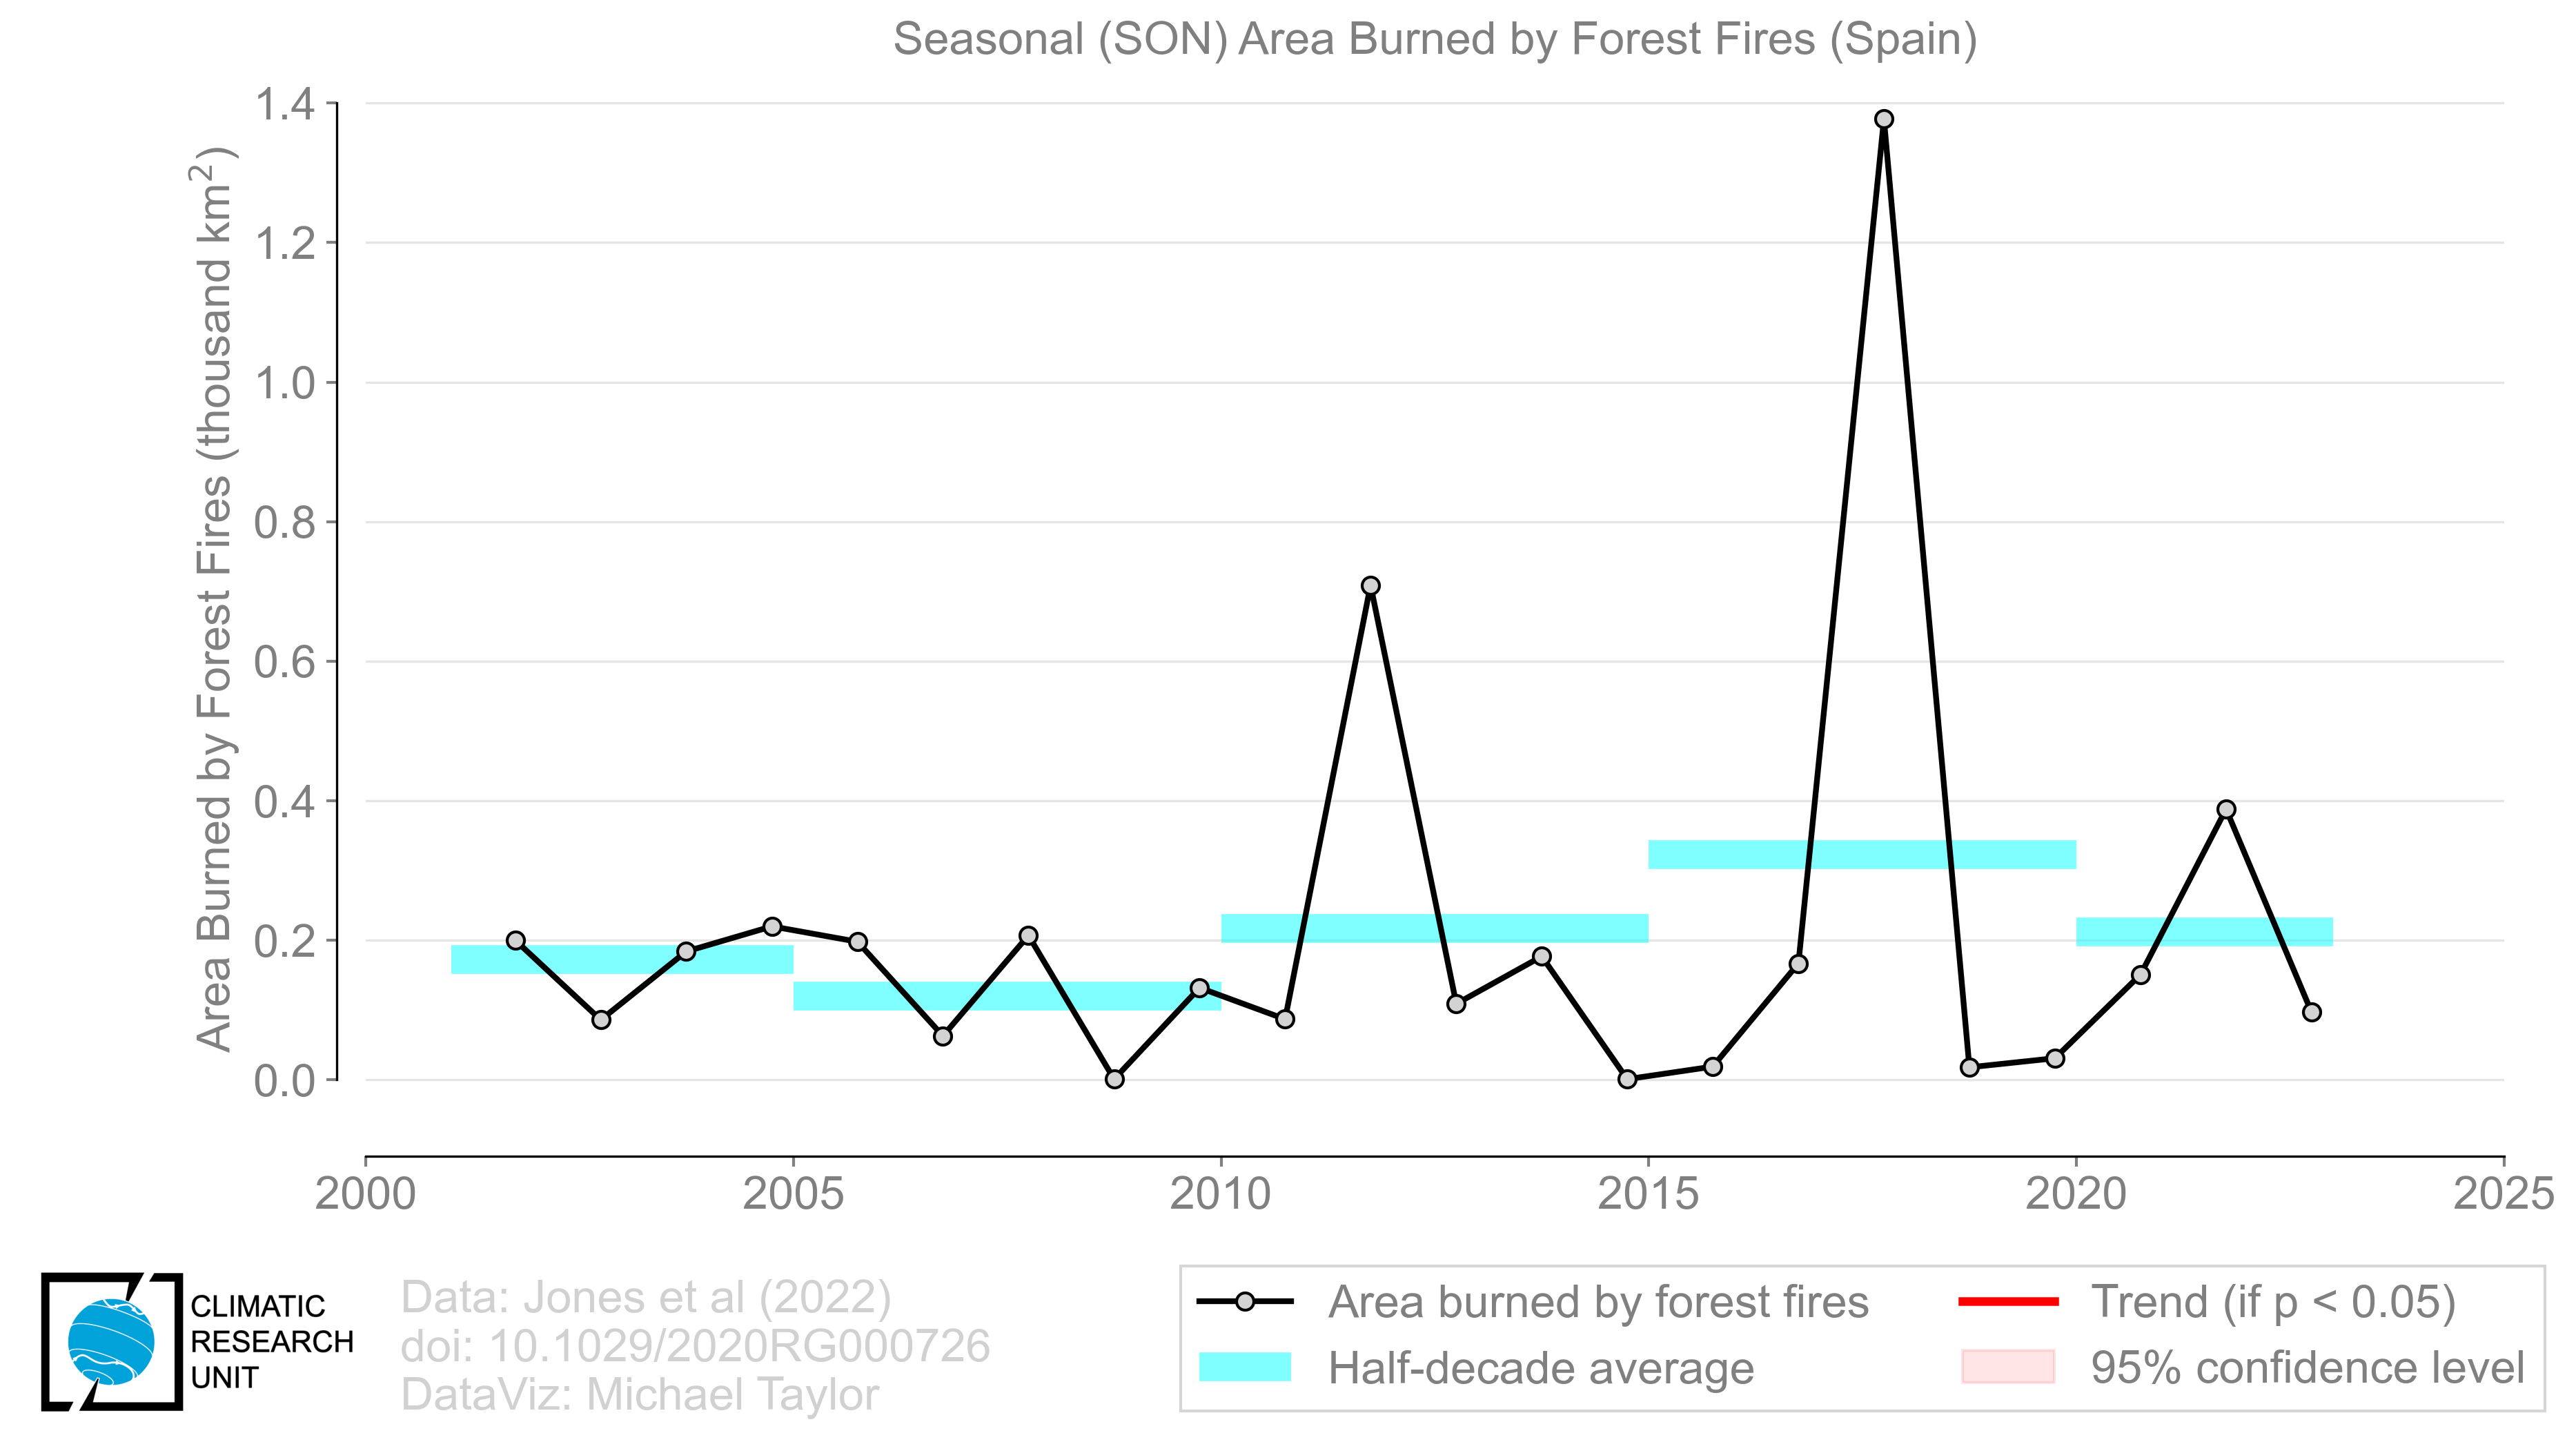 Seasonal (SON) Area Burned by Forest Fires (Spain)
Area Burned by Forest Fires (thousand km²)
1.4
1.2
1.0
0.8
0.6
0.4
0.2
0.0
2000 2005 2010 2015 2020 2025
CLIMATIC
RESEARCH
UNIT
Data: Jones et al (2022)
doi: 10.1029/2020RG000726
DataViz: Michael Taylor
Area burned by forest fires
Half-decade average
Trend (if p < 0.05)
95% confidence level